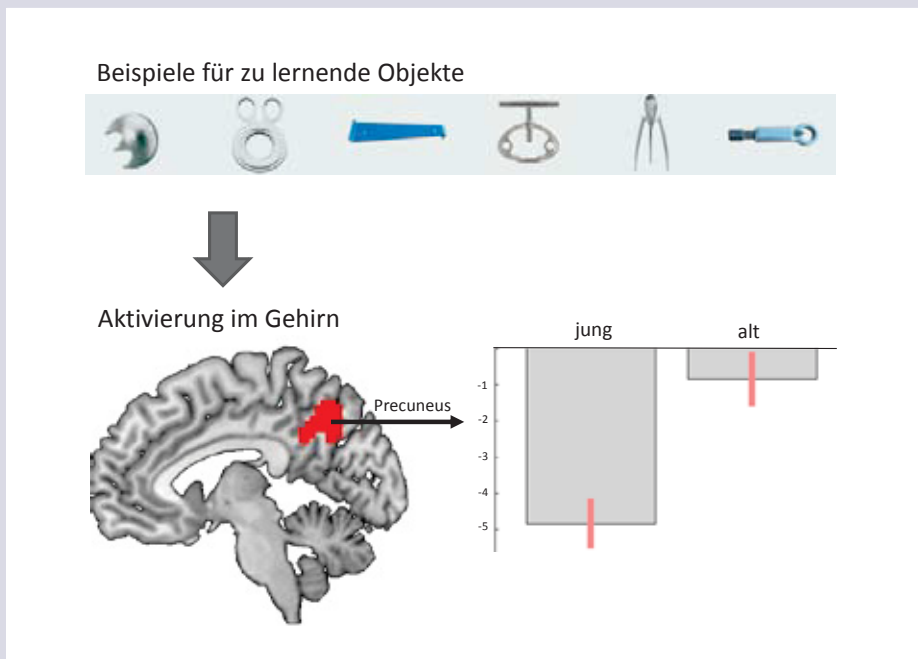 Beispiele für zu lernende Objekte
Aktivierung im Gehirn
jung
alt
Precuneus
-1
-2
-3
-4
-5